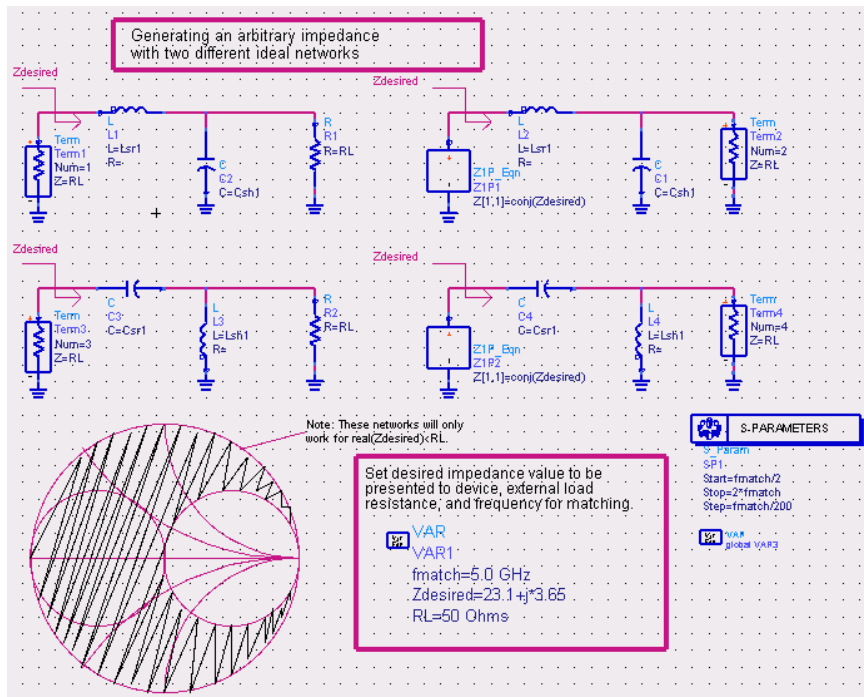 Generating an arbitrary impedance
with two different ideal networks
Zdesired
Term
Term1
Num=1
Z=RL
L
L1
L=Lsr1
R=
C
C2
C=Csh1
R
R1
R=RL
Zdesired
Z1P_Eqn
Z1P1
Z[1,1]=conj(Zdesired)
L
L2
L=Lsr1
R=
C
C1
C=Csh1
Term
Term2
Num=2
Z=RL
Zdesired
Term
Term3
Num=3
Z=RL
C
C3
C=Csr1
L
L3
L=Lsh1
R=
R
R2
R=RL
Zdesired
Z1P_Eqn
Z1P2
Z[1,1]=conj(Zdesired)
C
C4
C=Csr1
L
L4
L=Lsh1
R=
Term
Term4
Num=4
Z=RL
Note: These networks will only
work for real(Zdesired)<RL.
Set desired impedance value to be
presented to device, external load
resistance, and frequency for matching.
VAR
VAR1
fmatch=5.0 GHz
Zdesired=23.1+j*3.65
RL=50 Ohms
S-PARAMETERS
S_Param
SP1
Start=fmatch/2
Stop=2*fmatch
Step=fmatch/200
VAR
global VAR3